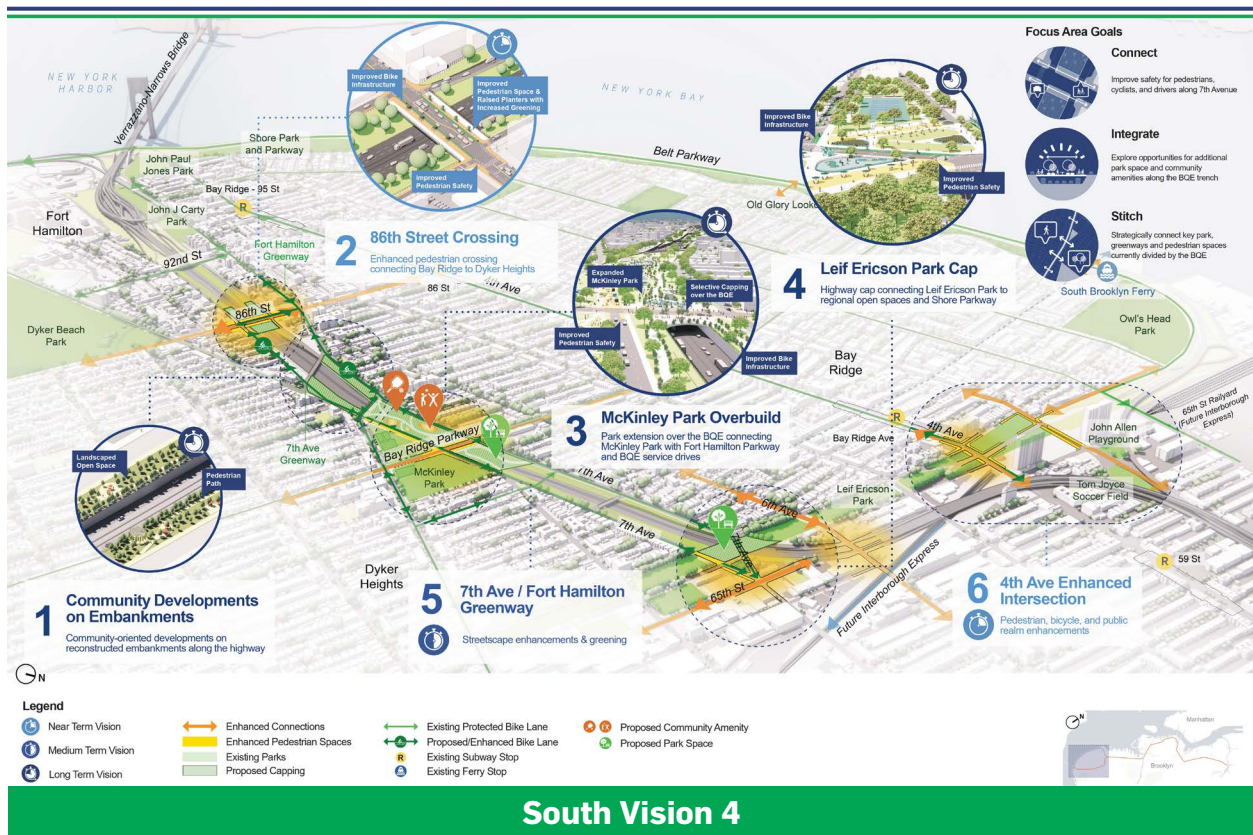 NEW YORK
HARBOR
Verrazzano-Narrows Bridge
Improved Bike
Infrastructure
Improved
Pedestrian Space &
Raised Planters with
Increased Greening
Improved
Pedestrian Safety
NEW YORK BAY
Improved Bike
Infrastructure
Improved
Pedestrian Safety
Focus Area Goals
Connect
Improve safety for pedestrians,
cyclists, and drivers along 7th Avenue
Integrate
Explore opportunities for additional
park space and community
amenities along the BQE trench
Stitch
Strategically connect key park,
greenways and pedestrian spaces
currently divided by the BQE
Shore Park
and Parkway
Belt Parkway
John Paul
Jones Park
Bay Ridge - 95 St
R
John J Carty
Park
Old Glory Looko
Fort
Hamilton
92nd St
Fort Hamilton
Greenway
2
86th Street Crossing
Enhanced pedestrian crossing
connecting Bay Ridge to Dyker Heights
86 St
4th Ave
Expanded
McKinley Park
Selective Capping
over the BQE
Improved
Pedestrian Safety
Improved Bike
Infrastructure
4
Leif Ericson Park Cap
Highway cap connecting Leif Ericson Park to
regional open spaces and Shore Parkway
South Brooklyn Ferry
Owl's Head
Park
86th St
Dyker Beach
Park
Bay
Ridge
65th St Railyard
(Future Interborough
Express)
3
McKinley Park Overbuild
Park extension over the BQE connecting
McKinley Park with Fort Hamilton Parkway
and BQE service drives
R
Bay Ridge Ave
4th Ave
John Allen
Playground
Tom Joyce
Soccer Field
7th Ave
Greenway
Bay Ridge Parkway
McKinley
Park
7th Ave
7th Ave
6th Ave
7th Ave
65th St
Leif Ericson
Park
Future Interborough Express
R
59 St
Landscaped
Open Space
Pedestrian
Path
Dyker
Heights
1
Community Developments
on Embankments
Community-oriented developments on
reconstructed embankments along the highway
5
7th Ave / Fort Hamilton
Greenway
Streetscape enhancements & greening
6
4th Ave Enhanced
Intersection
Pedestrian, bicycle, and public
realm enhancements
N
Legend
Near Term Vision
Medium Term Vision
Long Term Vision
Enhanced Connections
Enhanced Pedestrian Spaces
Existing Parks
Proposed Capping
Existing Protected Bike Lane
Proposed/Enhanced Bike Lane
R
Existing Subway Stop
Existing Ferry Stop
Proposed Community Amenity
Proposed Park Space
N
Manhattan
Brooklyn
South Vision 4